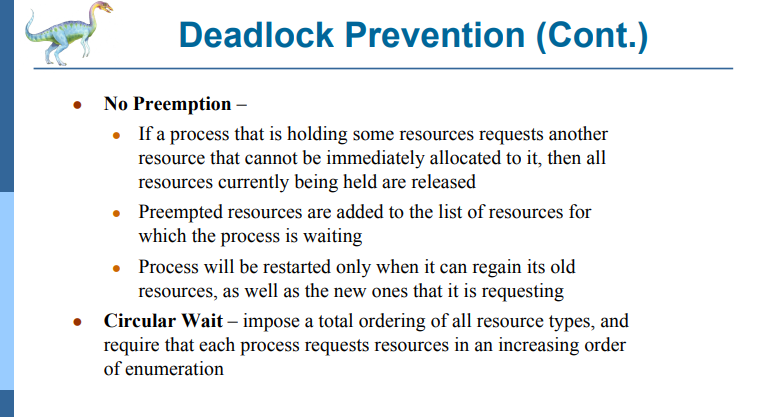 Deadlock Prevention (Cont.)
• No Preemption –
• If a process that is holding some resources requests another
resource that cannot be immediately allocated to it, then all
resources currently being held are released
• Preempted resources are added to the list of resources for
which the process is waiting
• Process will be restarted only when it can regain its old
resources, as well as the new ones that it is requesting
• Circular Wait – impose a total ordering of all resource types, and
require that each process requests resources in an increasing order
of enumeration